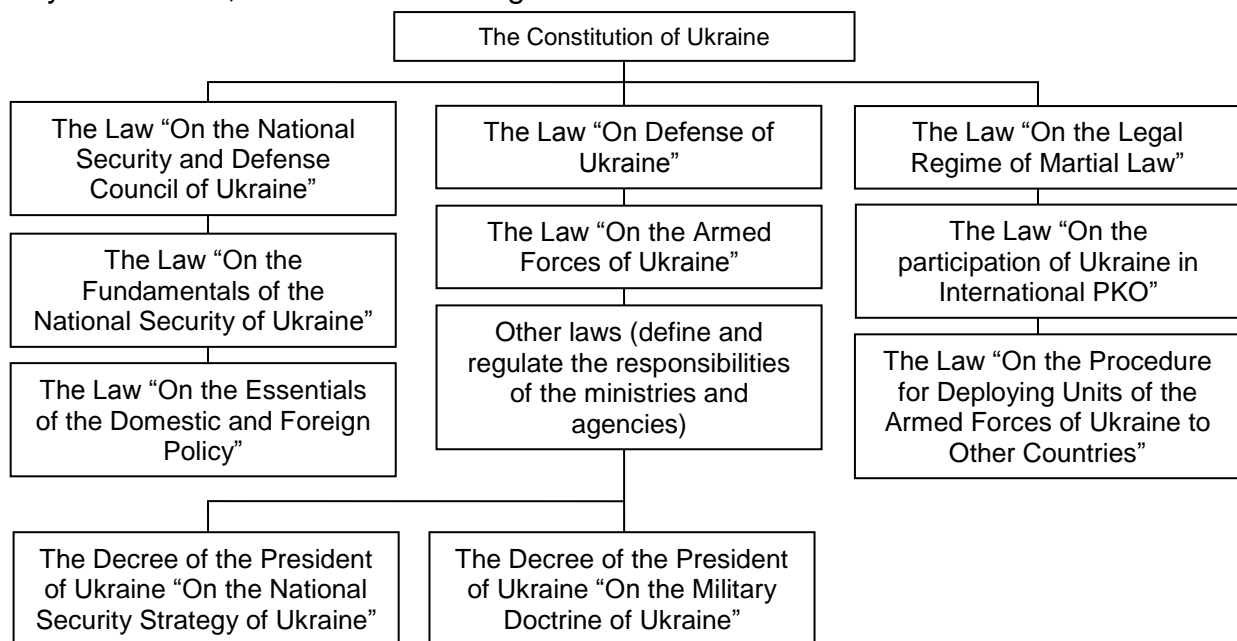 The Constitution of Ukraine
The Law “On the National
Security and Defense
Council of Ukraine”
The Law “On Defense of
Ukraine”
The Law “On the Legal
Regime of Martial Law”
The Law “On the
Fundamentals of the
National Security of Ukraine”
The Law “On the Armed
Forces of Ukraine”
The Law “On the
participation of Ukraine in
International PKO”
The Law “On the Essentials
of the Domestic and Foreign
Policy”
Other laws (define and
regulate the responsibilities
of the ministries and
agencies)
The Law “On the Procedure
for Deploying Units of the
Armed Forces of Ukraine to
Other Countries”
The Decree of the President
of Ukraine “On the National
Security Strategy of Ukraine”
The Decree of the President
of Ukraine “On the Military
Doctrine of Ukraine”